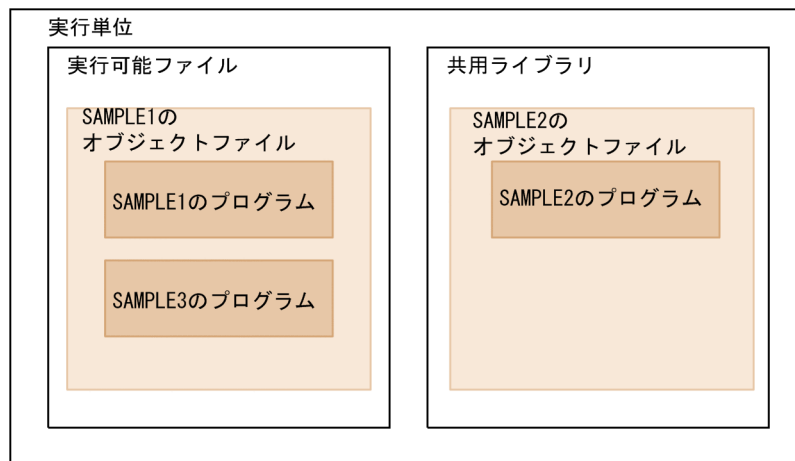 実行単位
実行可能ファイル
SAMPLE1の
オブジェクトファイル
SAMPLE1のプログラム
SAMPLE3のプログラム
共用ライブラリ
SAMPLE2の
オブジェクトファイル
SAMPLE2のプログラム